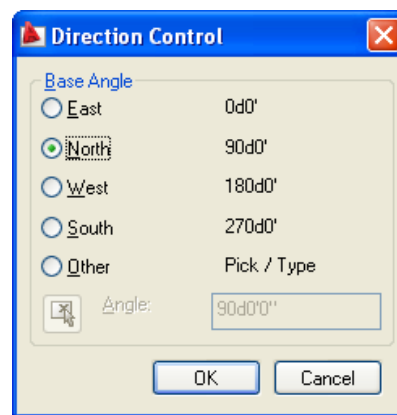 Direction Control
Base Angle
East 0d0'
North 90d0'
West 180d0'
South 270d0'
Other Pick / Type
Angle: 90d0'0"
OK Cancel